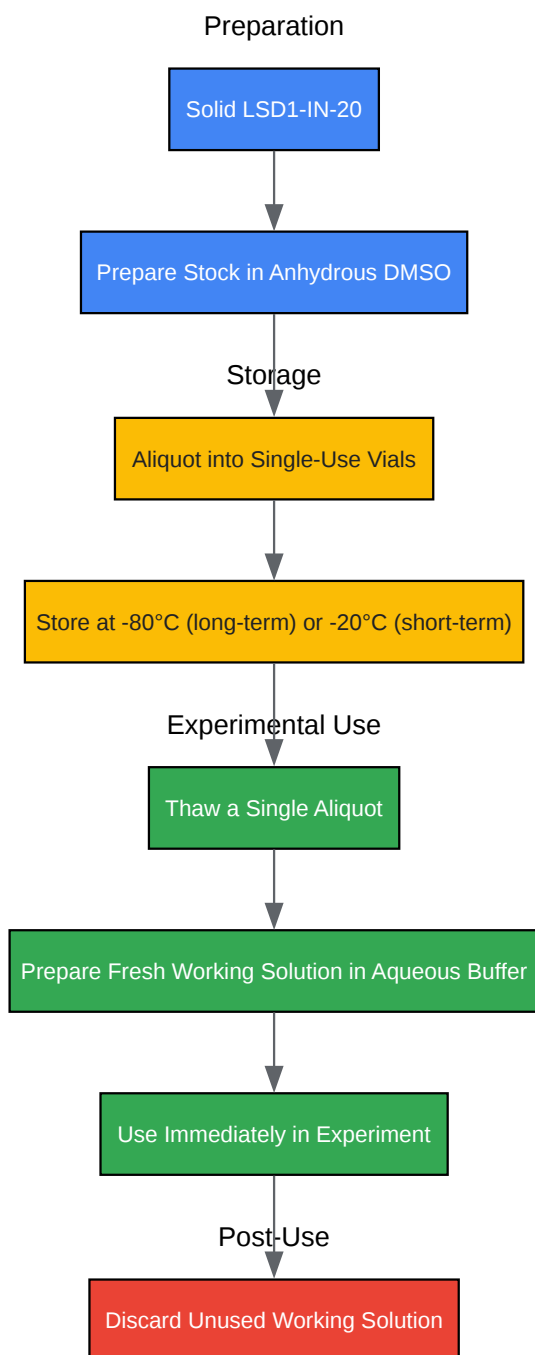 Preparation
Solid LSD1-IN-20
Prepare Stock in Anhydrous DMSO
Storage
Aliquot into Single-Use Vials
Store at -80°C (long-term) or -20°C (short-term)
Experimental Use
Thaw a Single Aliquot
Prepare Fresh Working Solution in Aqueous Buffer
Use Immediately in Experiment
Post-Use
Discard Unused Working Solution